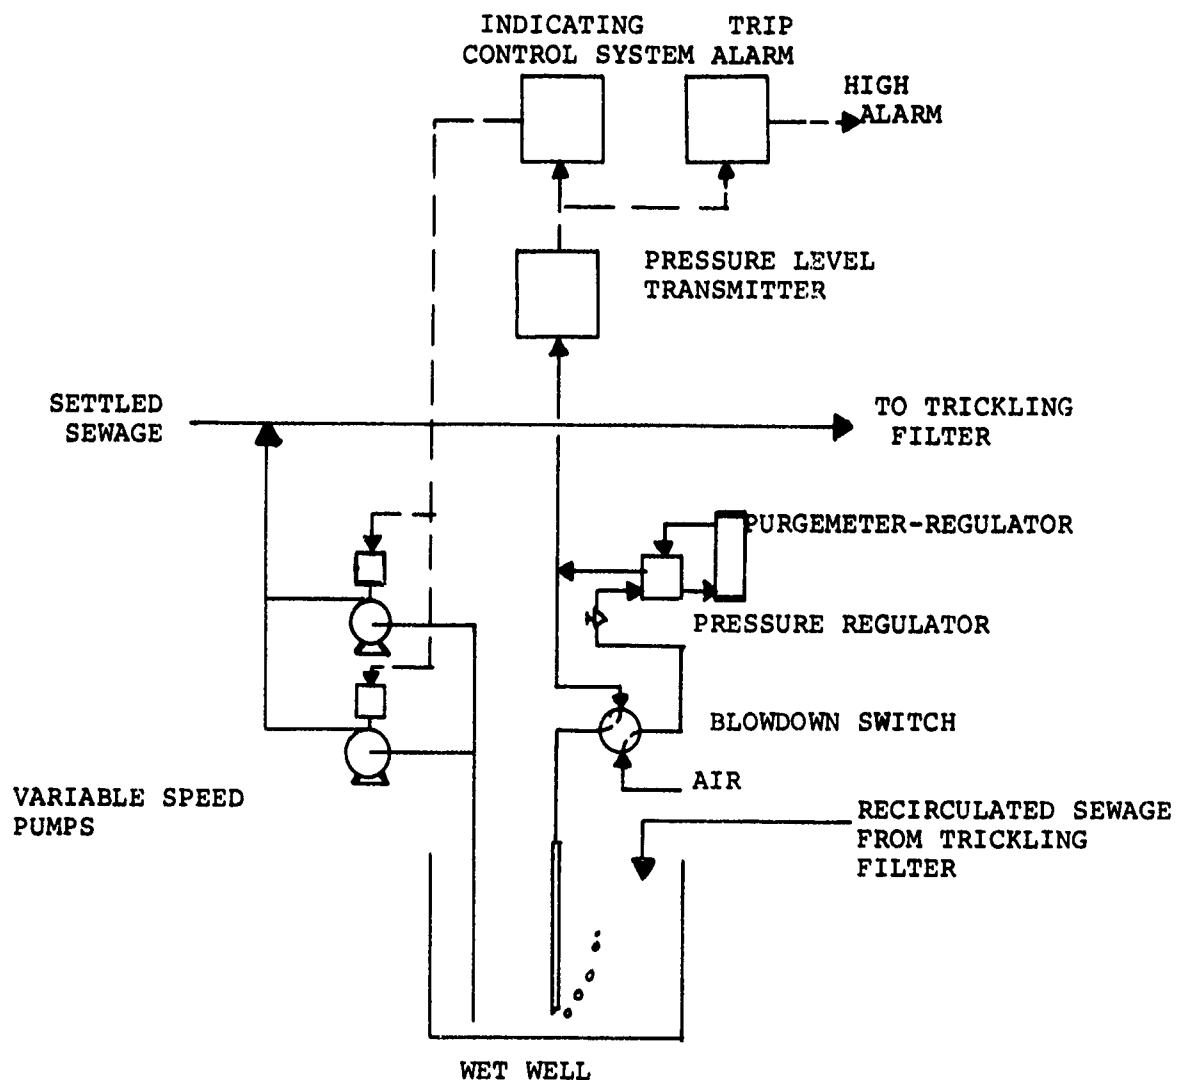 INDICATING
CONTROL SYSTEM
TRIP
ALARM
HIGH
ALARM
PRESSURE LEVEL
TRANSMITTER
SETTLED
SEWAGE
TO TRICKLING
FILTER
PURGEMETER-REGULATOR
PRESSURE REGULATOR
BLOWDOWN SWITCH
AIR
VARIABLE SPEED
PUMPS
RECIRCULATED SEWAGE
FROM TRICKLING
FILTER
WET WELL